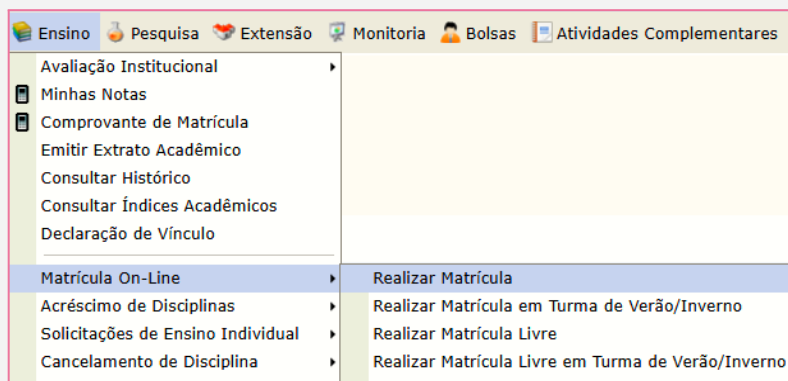 Ensino Pesquisa Extensão Monitoria Bolsas Atividades Complementares
Avaliação Institucional
Minhas Notas
Comprovante de Matrícula
Emitir Extrato Acadêmico
Consultar Histórico
Consultar Índices Acadêmicos
Declaração de Vínculo
Matrícula On-Line Realizar Matrícula
Acréscimo de Disciplinas Realizar Matrícula em Turma de Verão/Inverno
Solicitações de Ensino Individual Realizar Matrícula Livre
Cancelamento de Disciplina Realizar Matrícula Livre em Turma de Verão/Inverno